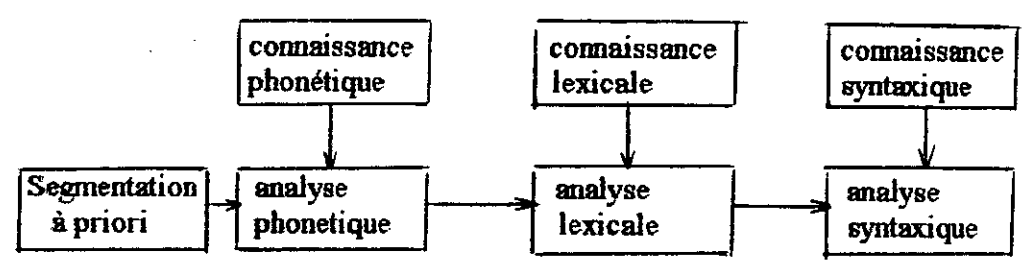 connaissance
phonétique
connaissance
lexicale
connaissance
syntaxique
Segmentation
à priori
analyse
phonetique
analyse
lexicale
analyse
syntaxique